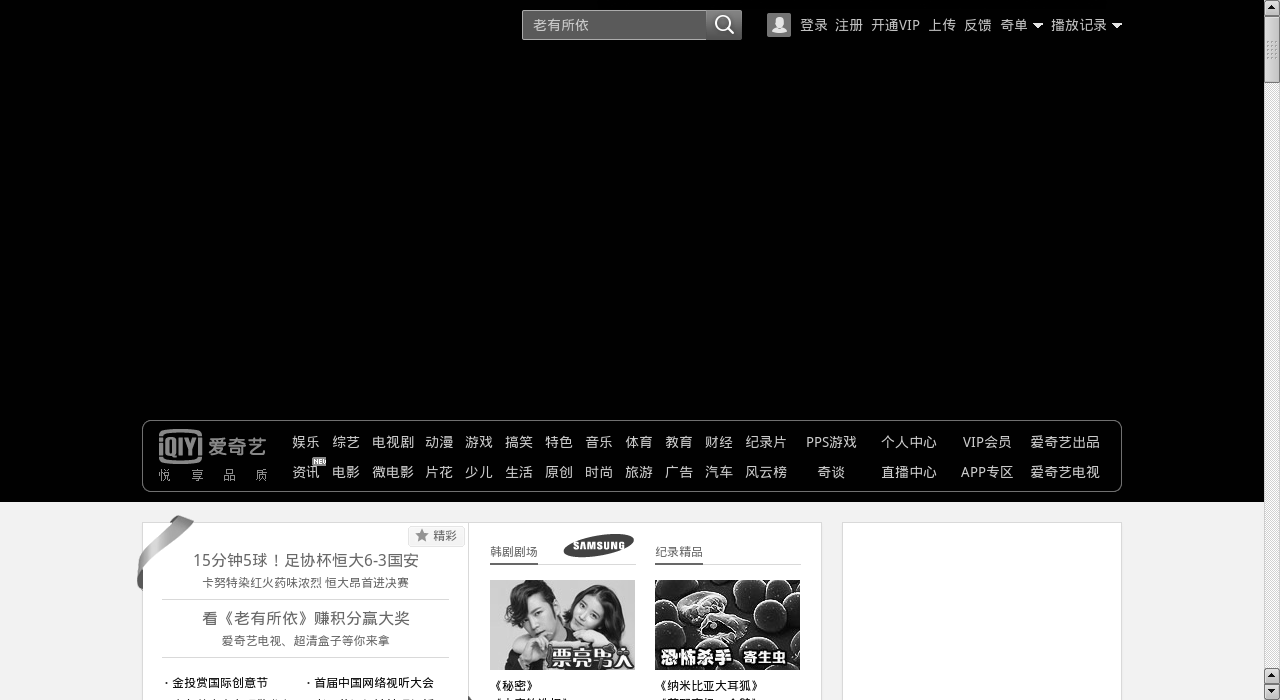 老有所依
登录 注册 开通VIP 上传 反馈 奇单 播放记录
iQIYI 爱奇艺
悦享品质
娱乐 综艺 电视剧 动漫 游戏 搞笑 特色 音乐 体育 教育 财经 纪录片 PPS游戏 个人中心 VIP会员 爱奇艺出品
NEW
资讯 电影 微电影 片花 少儿 生活 原创 时尚 旅游 广告 汽车 风云榜 奇谈 直播中心 APP专区 爱奇艺电视
精彩
15分钟5球！足协杯恒大6-3国安
卡努特染红火药味浓烈 恒大昂首进决赛
看《老有所依》赚积分赢大奖
爱奇艺电视、超清盒子等你来拿
· 金投赏国际创意节
· 首届中国网络视听大会
韩剧剧场
SAMSUNG
漂亮男人
《秘密》
纪录精品
恐怖杀手 寄生虫
《纳米比亚大耳狐》